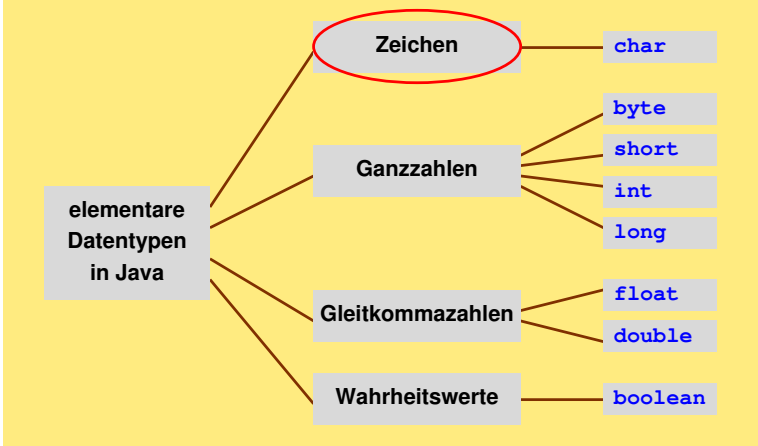 elementare
Datentypen
in Java
Zeichen
char
Ganzzahlen
byte
short
int
long
Gleitkommazahlen
float
double
Wahrheitswerte
boolean